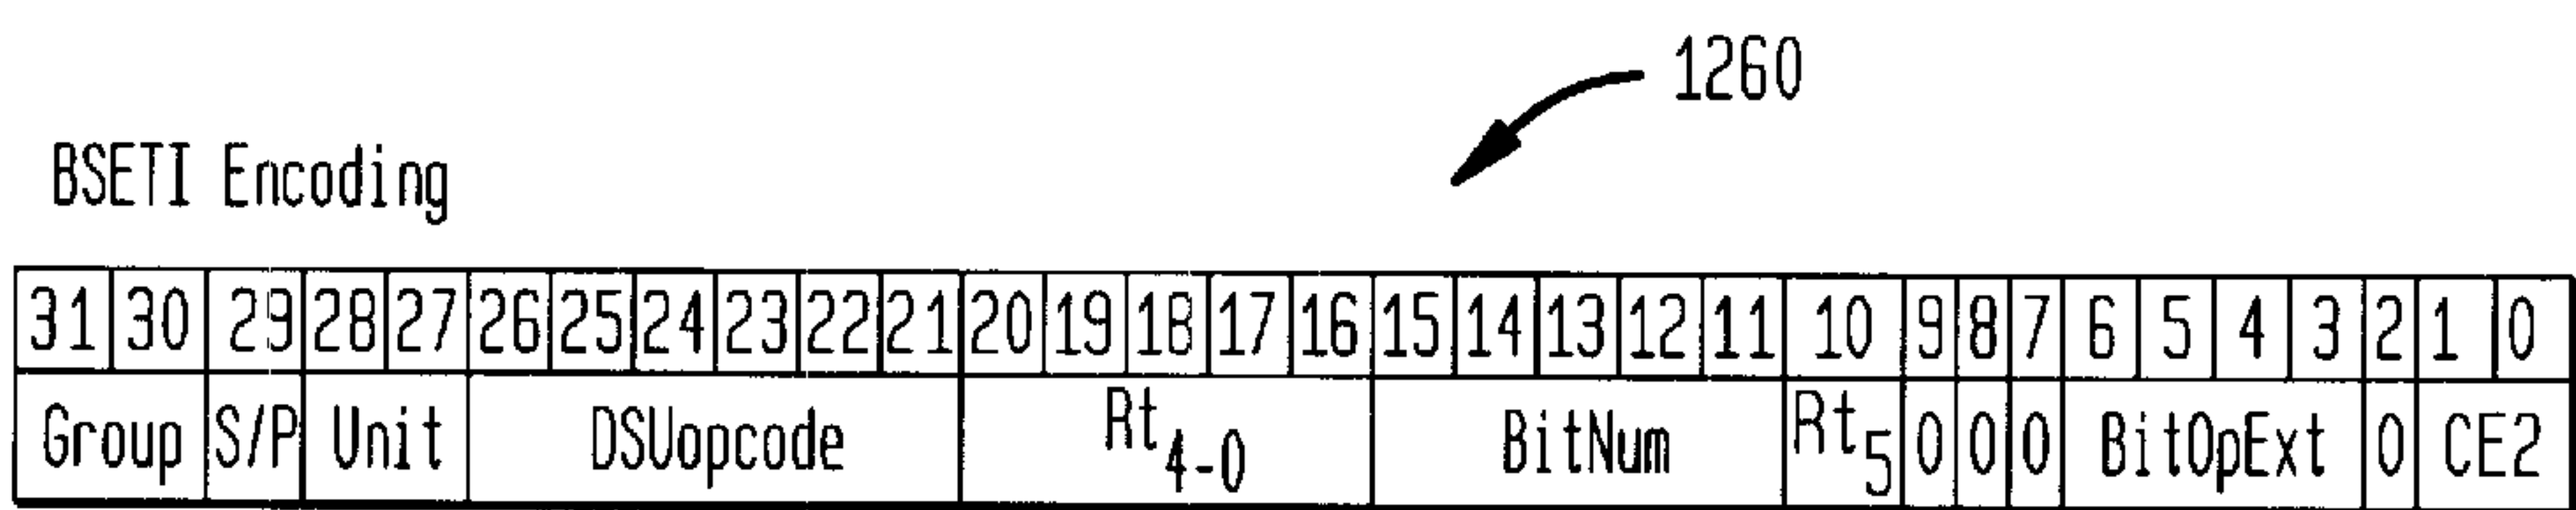 1260
BSETI Encoding
31 30 29 28 27 26 25 24 23 22 21 20 19 18 17 16 15 14 13 12 11 10 9 8 7 6 5 4 3 2 1 0
Group S/P Unit DSUopcode Rt4-0 BitNum Rt5 0 0 0 BitOpExt 0 CE2